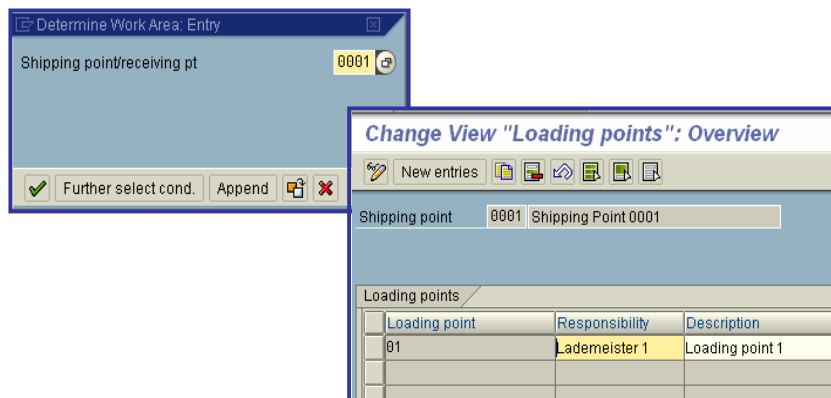 Determine Work Area: Entry
Shipping point/receiving pt 0001
Further select cond. Append
Change View "Loading points": Overview
New entries
Shipping point 0001 Shipping Point 0001
Loading points
Loading point Responsibility Description
01 Lademeister 1 Loading point 1